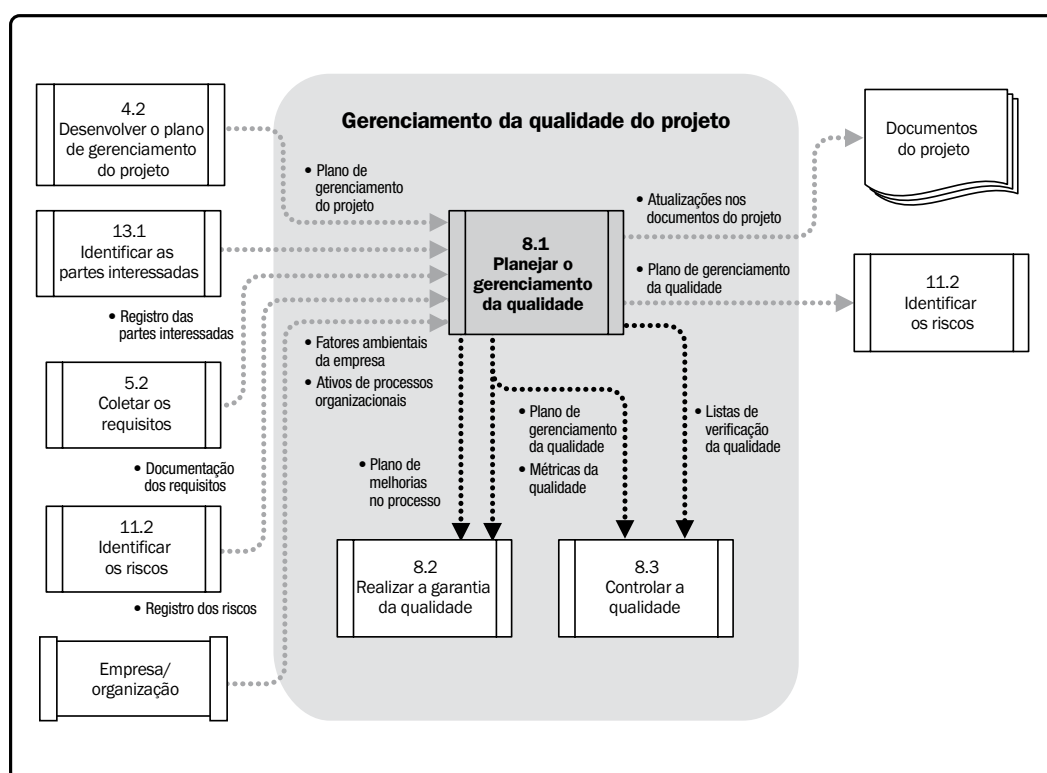 Gerenciamento da qualidade do projeto
4.2
Desenvolver o plano
de gerenciamento
do projeto
• Plano de
gerenciamento
do projeto
13.1
Identificar as
partes interessadas
• Registro das
partes interessadas
5.2
Coletar os
requisitos
• Documentação
dos requisitos
11.2
Identificar
os riscos
• Registro dos riscos
Empresa/
organização
• Fatores ambientais
da empresa
• Ativos de processos
organizacionais
8.1
Planejar o
gerenciamento
da qualidade
• Atualizações nos
documentos do projeto
Documentos
do projeto
• Plano de gerenciamento
da qualidade
11.2
Identificar
os riscos
• Plano de
melhorias
no processo
• Plano de
gerenciamento
da qualidade
• Métricas da
qualidade
• Listas de
verificação
da qualidade
8.2
Realizar a garantia
da qualidade
8.3
Controlar a
qualidade